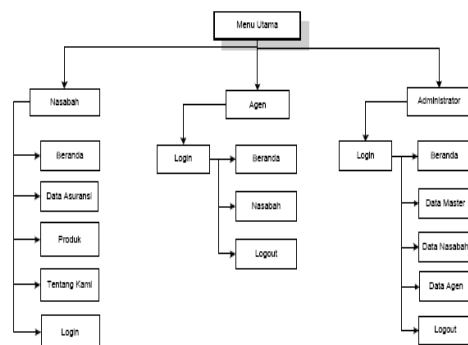 Menu Utama
Nasabah
Agen
Administrator
Beranda
Data Asuransi
Produk
Tentang Kami
Login
Login
Beranda
Nasabah
Logout
Login
Beranda
Data Master
Data Nasabah
Data Agen
Logout